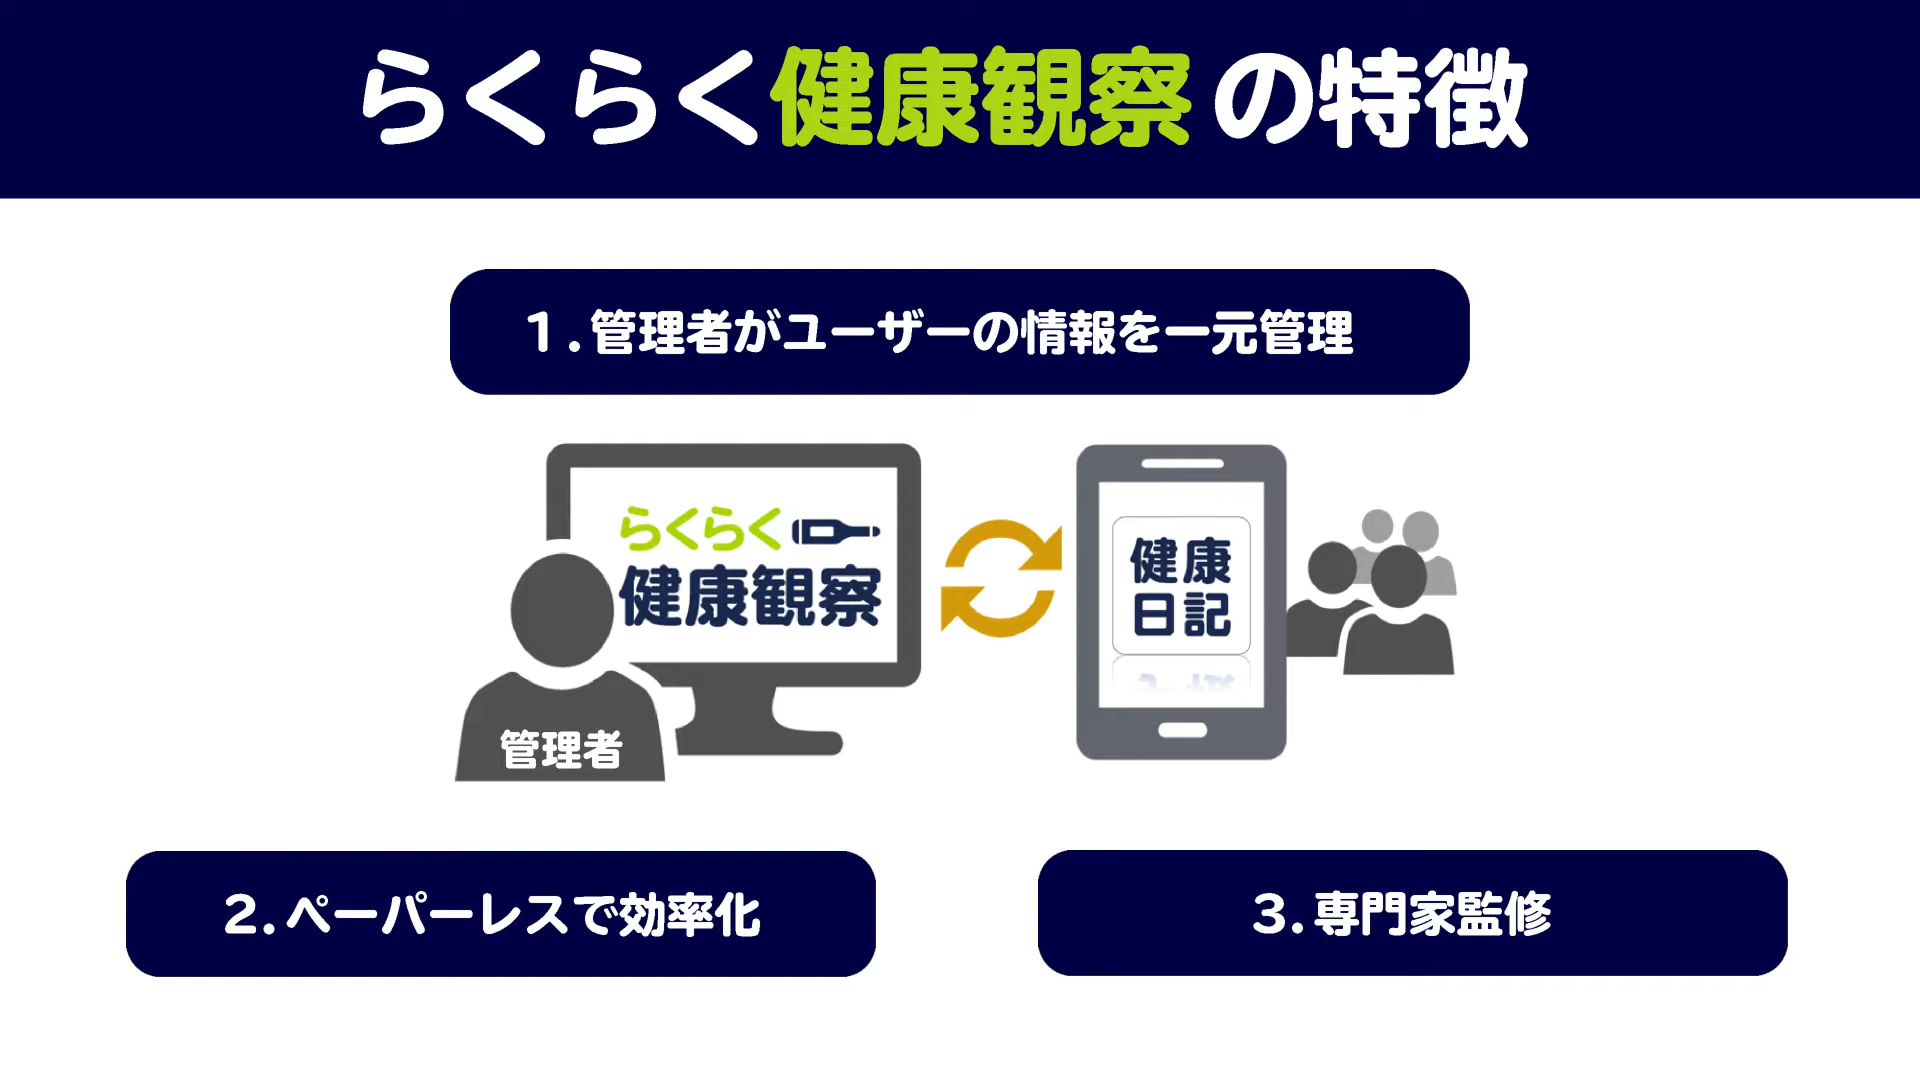 らくらく健康観察の特徴
1.管理者がユーザーの情報を一元管理
らくらく
健康観察
管理者
健康
日記
2.ペーパーレスで効率化
3.専門家監修